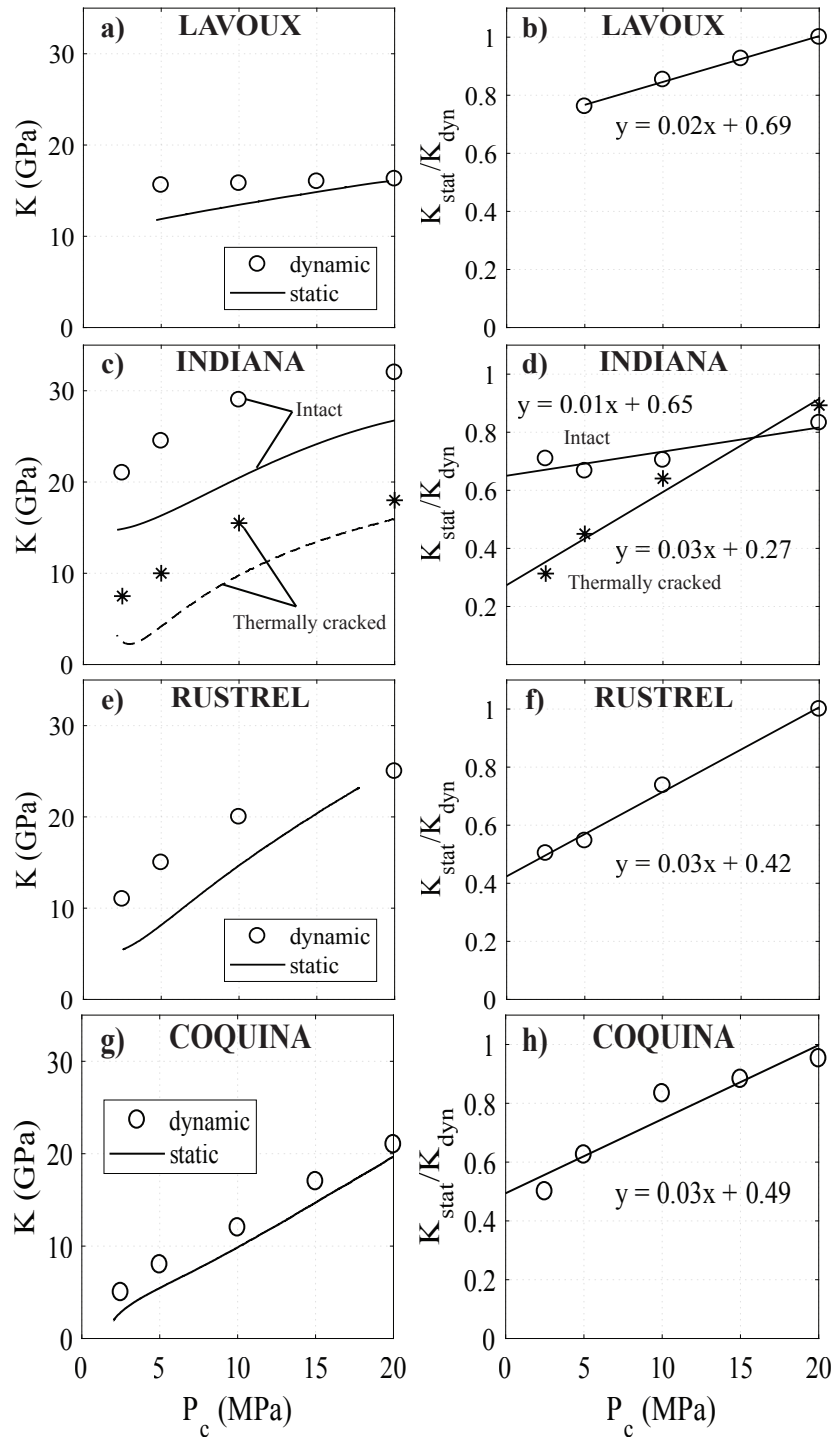 a) LAVOUX
30
20
10
0
K (GPa)
dynamic
static
b) LAVOUX
1
0.8
0.6
0.4
0.2
0
K_stat/K_dyn
y = 0.02x + 0.69
c) INDIANA
30
20
10
0
K (GPa)
Intact
Thermally cracked
d) INDIANA
1
0.8
0.6
0.4
0.2
K_stat/K_dyn
y = 0.01x + 0.65
Intact
y = 0.03x + 0.27
Thermally cracked
e) RUSTREL
30
20
10
0
K (GPa)
dynamic
static
f) RUSTREL
1
0.8
0.6
0.4
0.2
0
K_stat/K_dyn
y = 0.03x + 0.42
g) COQUINA
30
20
10
0
K (GPa)
dynamic
static
0 5 10 15 20
P_c (MPa)
h) COQUINA
1
0.8
0.6
0.4
0.2
0
K_stat/K_dyn
y = 0.03x + 0.49
0 5 10 15 20
P_c (MPa)